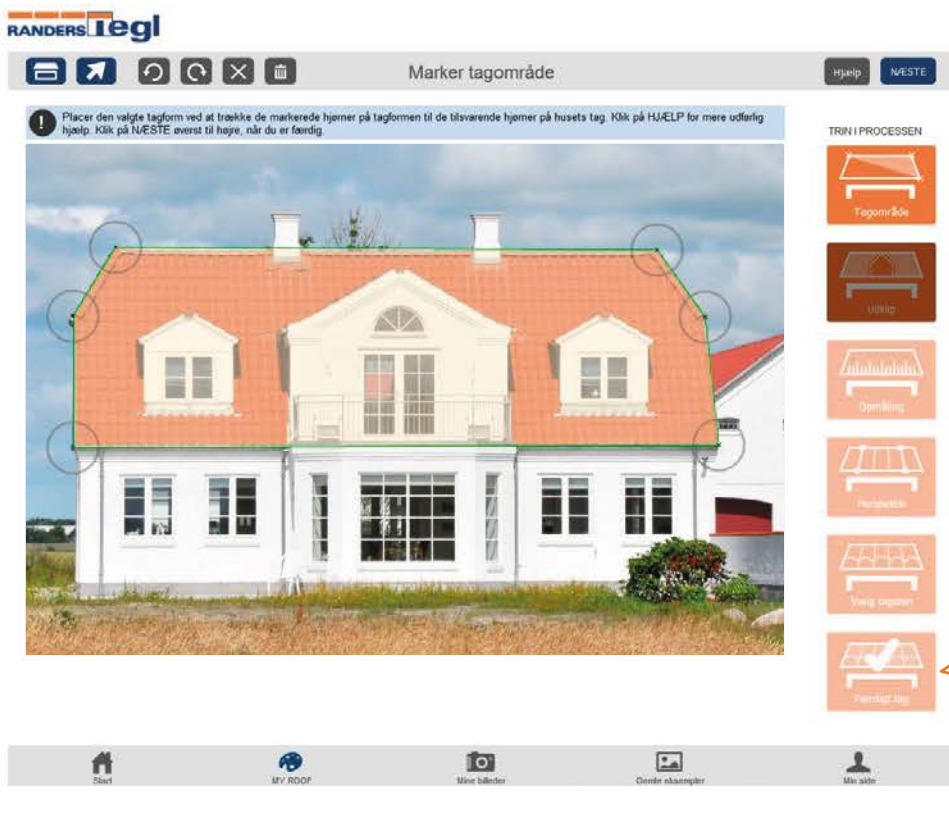 RANDERS Tegl
Marker tagområde
Hjælp
NÆSTE
Placer den valgte tagform ved at trække de markerede hjørner på tagformen til de tilsvarende hjørner på husets tag. Klik på HJÆLP for mere udførlig
hjælp. Klik på NÆSTE øverst til højre, når du er færdig.
TRIN I PROCESSEN
Tagområde
Udklip
Opmåling
Perspektiv
Vælg tagsten
Færdigt tag
Start
MY ROOF
Mine billeder
Gemte eksempler
Min side